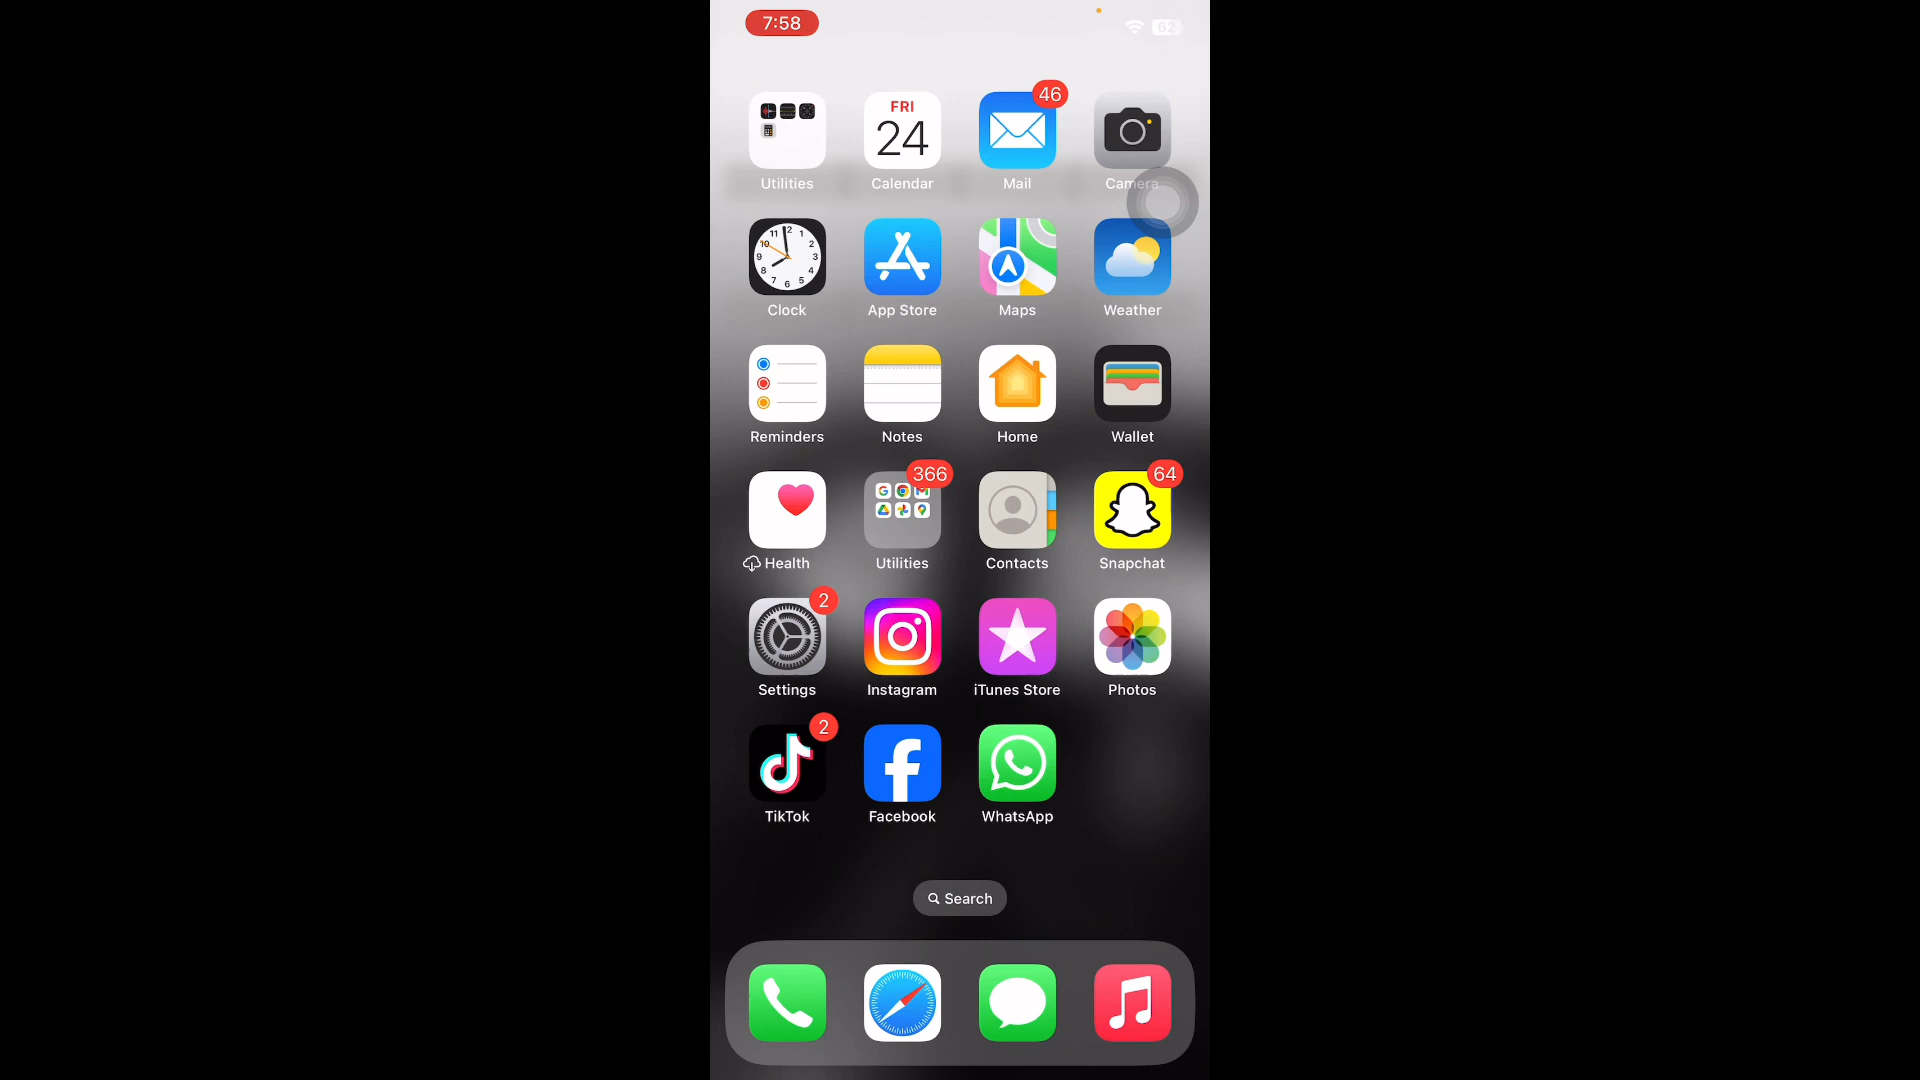 7:58
62
FRI
24
46
Utilities
Calendar
Mail
Camera
Clock
App Store
Maps
Weather
Reminders
Notes
Home
Wallet
366
64
Health
Utilities
Contacts
Snapchat
2
Settings
Instagram
iTunes Store
Photos
2
TikTok
Facebook
WhatsApp
Search